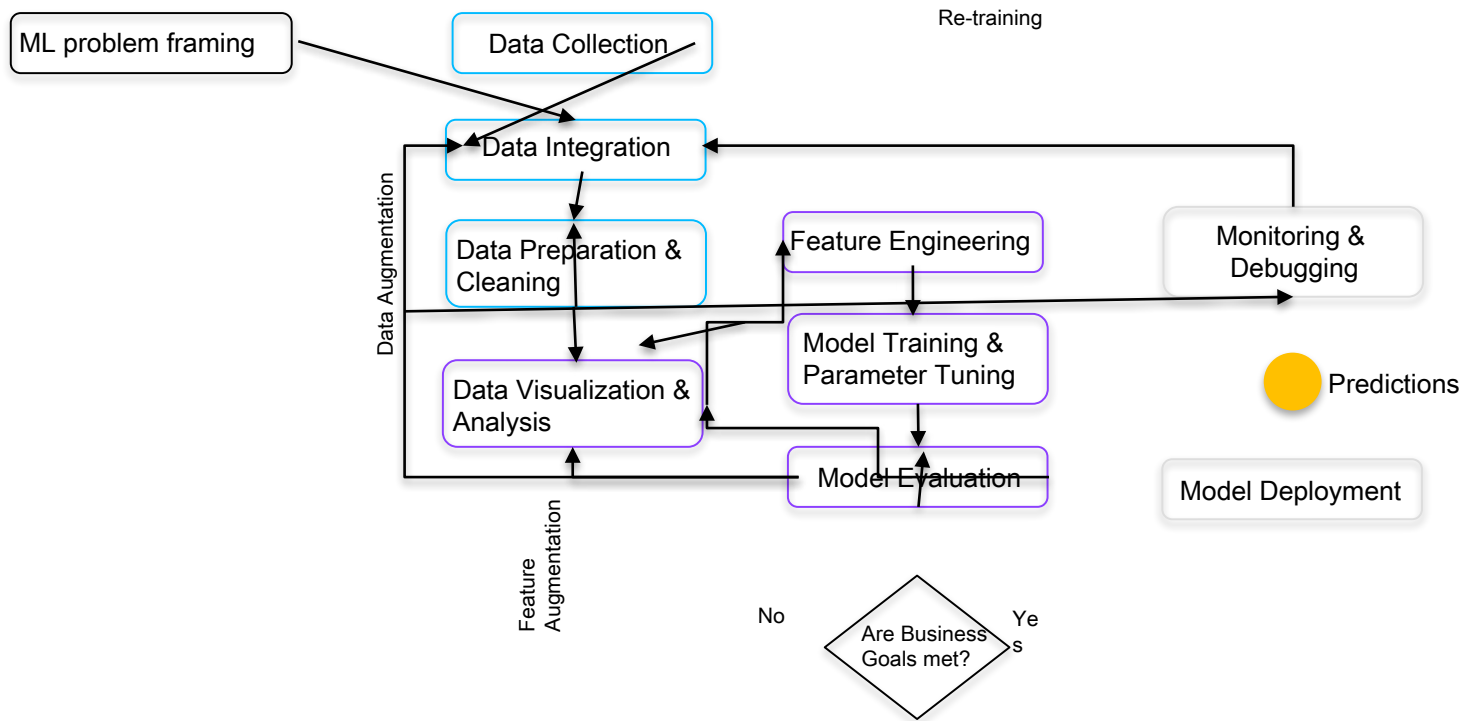 Re-training
ML problem framing
Data Collection
Data Integration
Data Augmentation
Data Preparation &
Cleaning
Feature Engineering
Monitoring &
Debugging
Model Training &
Parameter Tuning
Data Visualization &
Analysis
Predictions
Model Evaluation
Model Deployment
Feature
Augmentation
No
Are Business
Goals met?
Ye
s